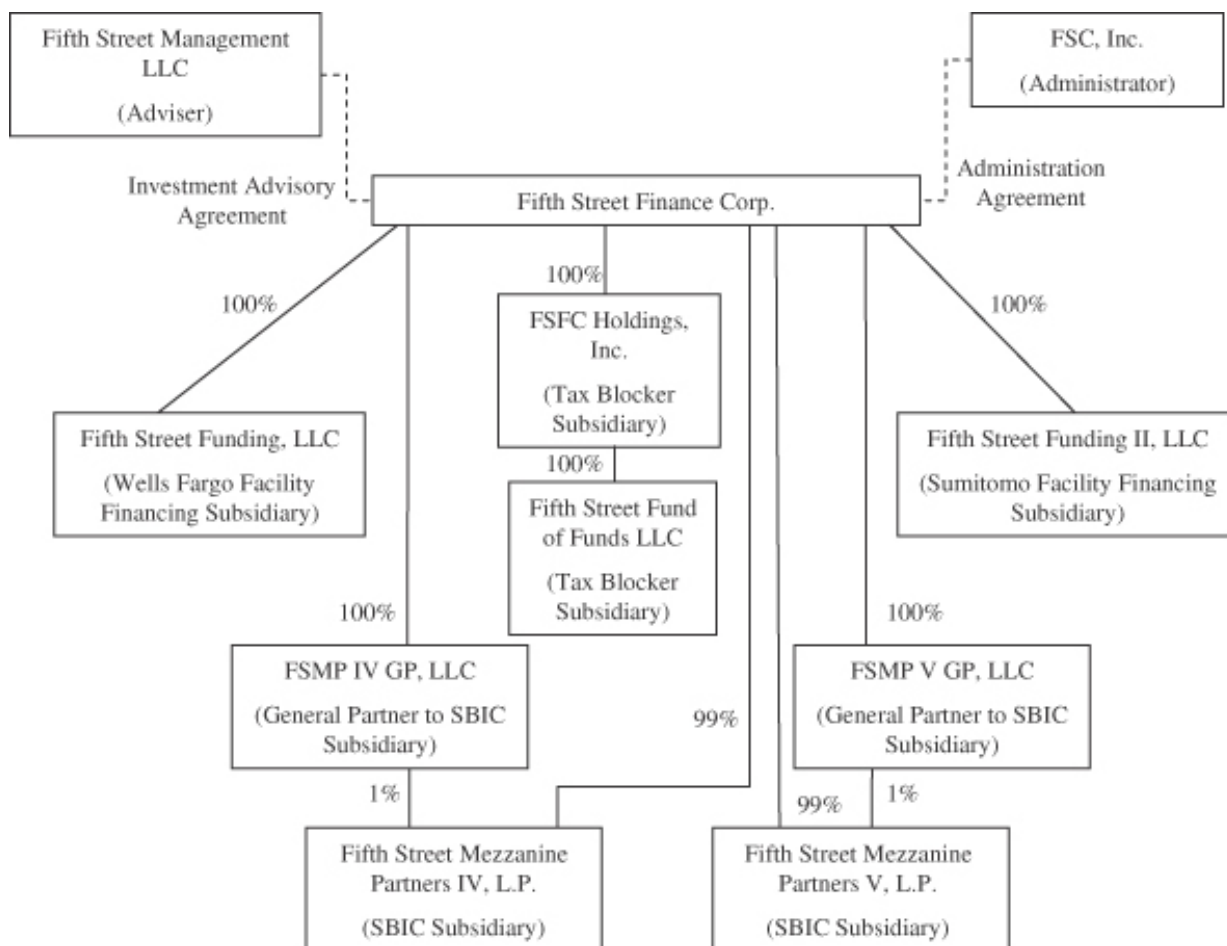 Fifth Street Management
LLC
(Adviser)
FSC, Inc.
(Administrator)
Investment Advisory
Agreement
Administration
Agreement
Fifth Street Finance Corp.
100%
100%
100%
FSFC Holdings,
Inc.
(Tax Blocker
Subsidiary)
Fifth Street Funding, LLC
(Wells Fargo Facility
Financing Subsidiary)
100%
Fifth Street Fund
of Funds LLC
(Tax Blocker
Subsidiary)
Fifth Street Funding II, LLC
(Sumitomo Facility Financing
Subsidiary)
100%
100%
FSMP IV GP, LLC
(General Partner to SBIC
Subsidiary)
99%
FSMP V GP, LLC
(General Partner to SBIC
Subsidiary)
1%
99%
1%
Fifth Street Mezzanine
Partners IV, L.P.
(SBIC Subsidiary)
Fifth Street Mezzanine
Partners V, L.P.
(SBIC Subsidiary)